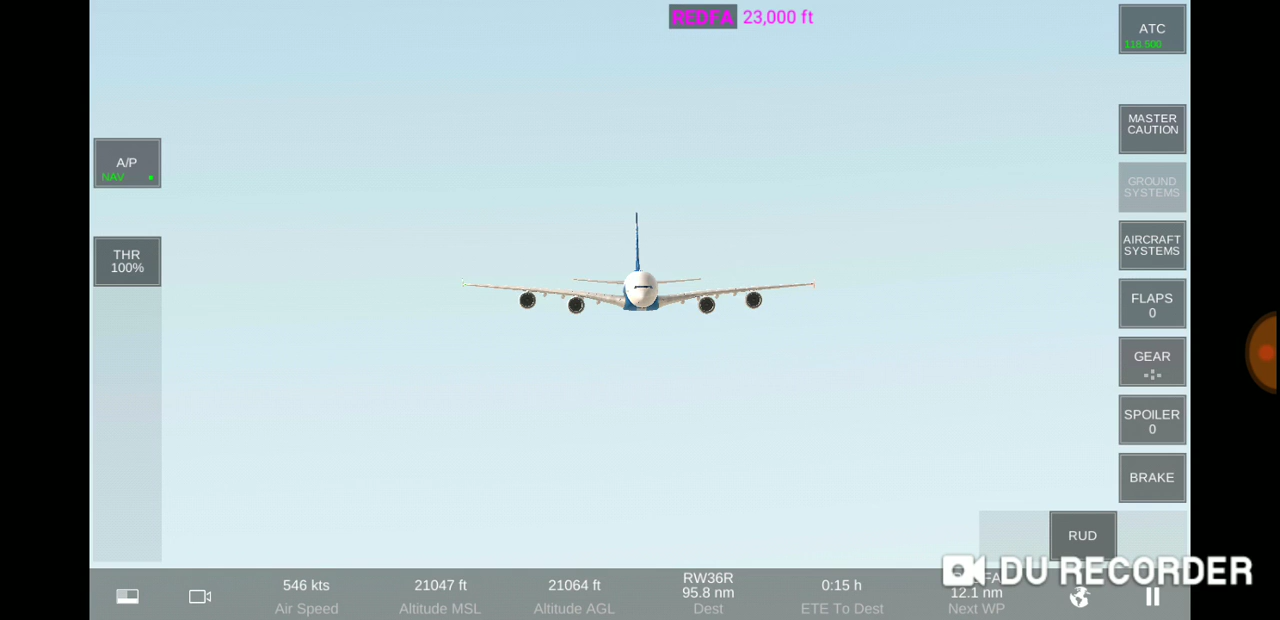 REDFA 23,000 ft
ATC
118.500
MASTER
CAUTION
A/P
NAV
GROUND
SYSTEMS
THR
100%
AIRCRAFT
SYSTEMS
FLAPS
0
GEAR
SPOILER
0
BRAKE
RUD
DU RECORDER
546 kts
Air Speed
21047 ft
Altitude MSL
21064 ft
Altitude AGL
RW36R
95.8 nm
Dest
0:15 h
ETE To Dest
12.1 nm
Next WP